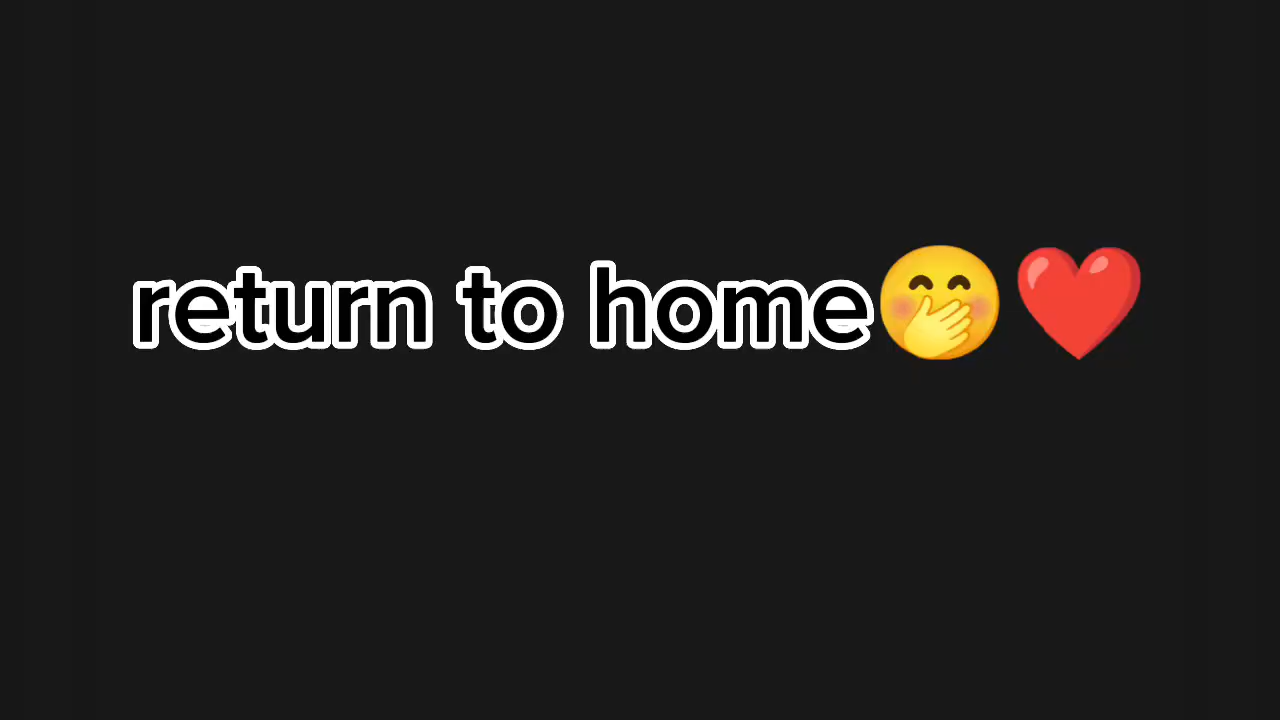 return to home🤭❤️